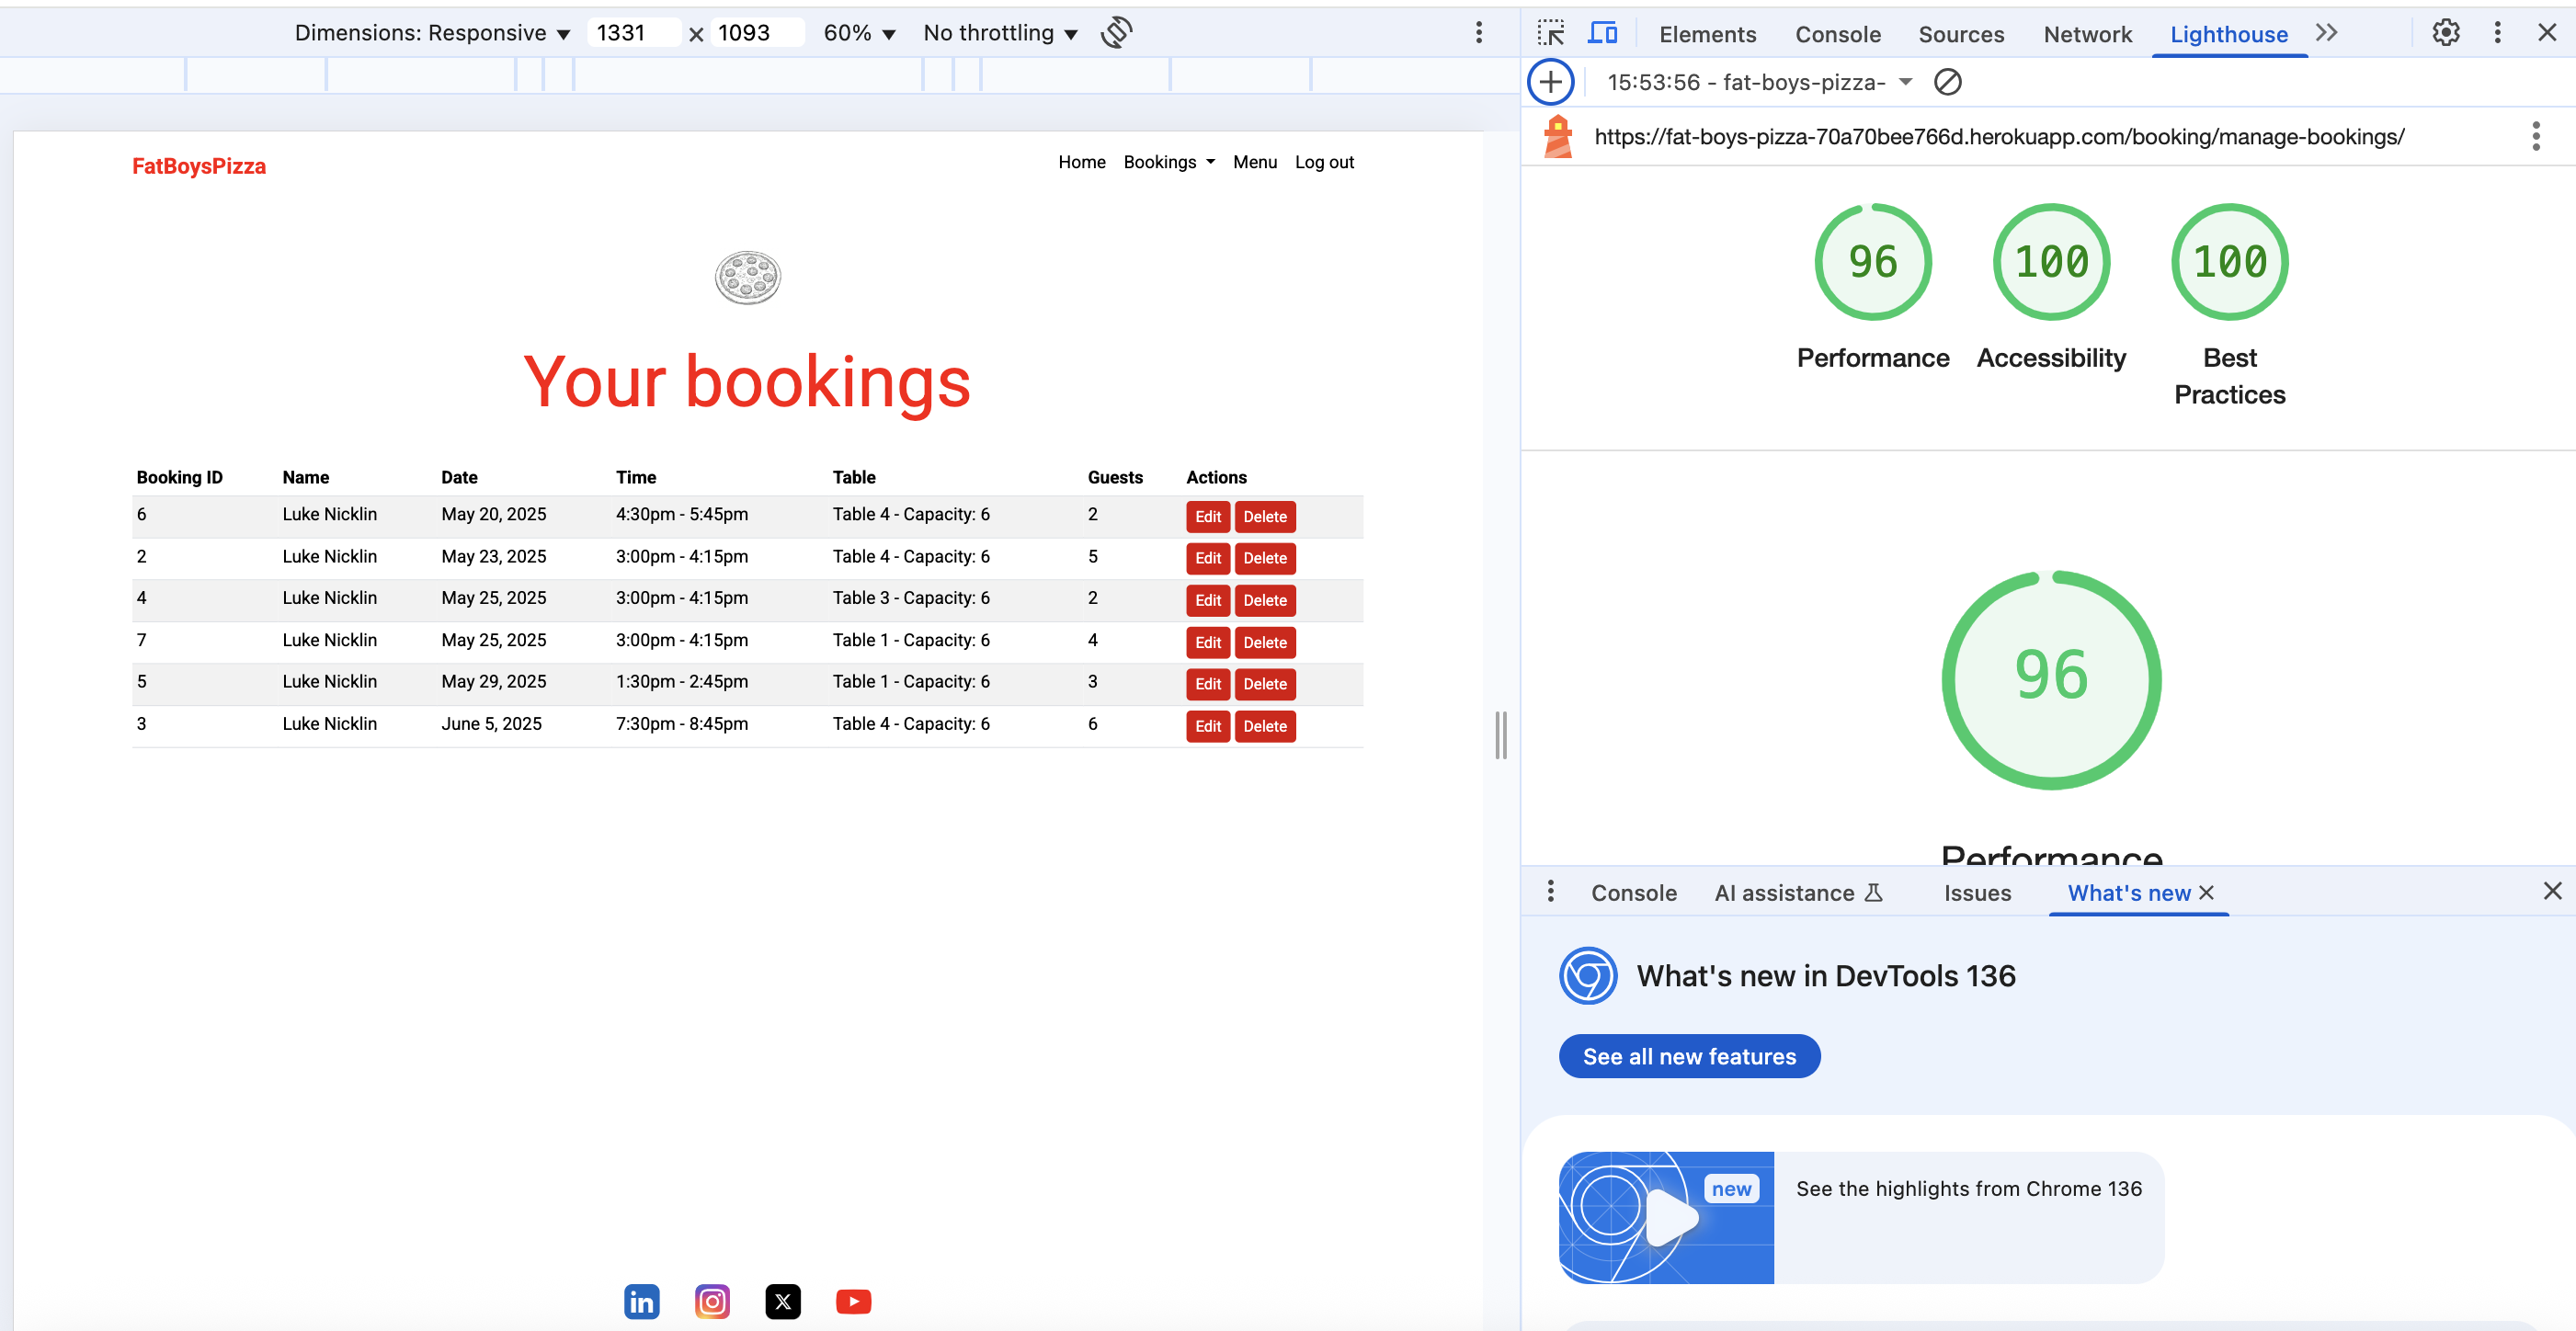 Dimensions: Responsive ▼ 1331 × 1093 60% ▼ No throttling ▼
FatBoysPizza
Home Bookings Menu Log out
Your bookings
Booking ID Name Date Time Table Guests Actions
6 Luke Nicklin May 20, 2025 4:30pm - 5:45pm Table 4 - Capacity: 6 2 Edit Delete
2 Luke Nicklin May 23, 2025 3:00pm - 4:15pm Table 4 - Capacity: 6 5 Edit Delete
4 Luke Nicklin May 25, 2025 3:00pm - 4:15pm Table 3 - Capacity: 6 2 Edit Delete
7 Luke Nicklin May 25, 2025 3:00pm - 4:15pm Table 1 - Capacity: 6 4 Edit Delete
5 Luke Nicklin May 29, 2025 1:30pm - 2:45pm Table 1 - Capacity: 6 3 Edit Delete
3 Luke Nicklin June 5, 2025 7:30pm - 8:45pm Table 4 - Capacity: 6 6 Edit Delete
in X
Elements Console Sources Network Lighthouse
15:53:56 - fat-boys-pizza-
https://fat-boys-pizza-70a70bee766d.herokuapp.com/booking/manage-bookings/
96 100 100
Performance Accessibility Best
Practices
96
Performance
Console AI assistance Issues What's new
What's new in DevTools 136
See all new features
new See the highlights from Chrome 136